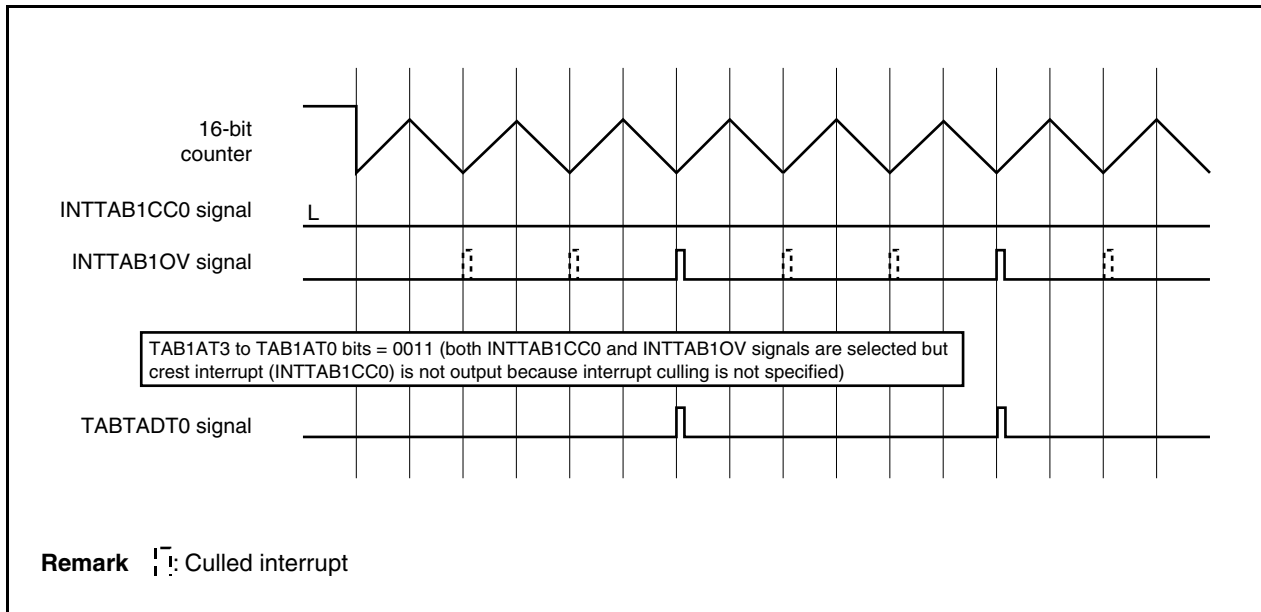 16-bit
counter
INTTAB1CC0 signal
L
INTTAB1OV signal
TAB1AT3 to TAB1AT0 bits = 0011 (both INTTAB1CC0 and INTTAB1OV signals are selected but
crest interrupt (INTTAB1CC0) is not output because interrupt culling is not specified)
TABTADT0 signal
Remark : Culled interrupt